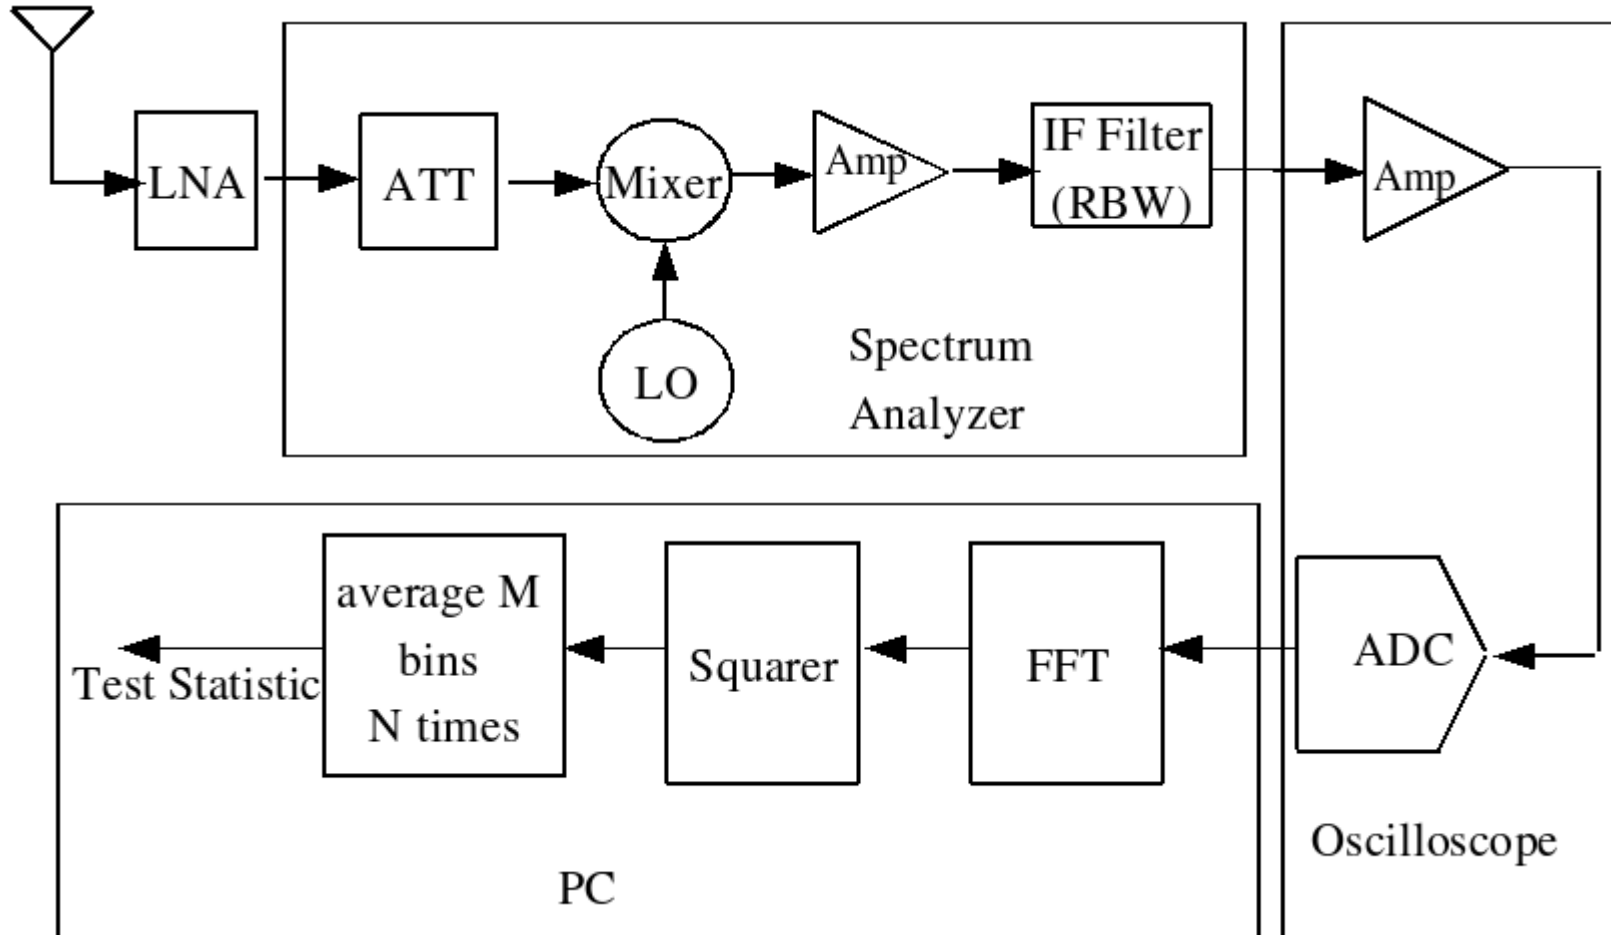 LNA
ATT
Mixer
LO
Amp
IF Filter
(RBW)
Spectrum
Analyzer
Amp
ADC
Oscilloscope
FFT
Squarer
average M
bins
N times
Test Statistic
PC